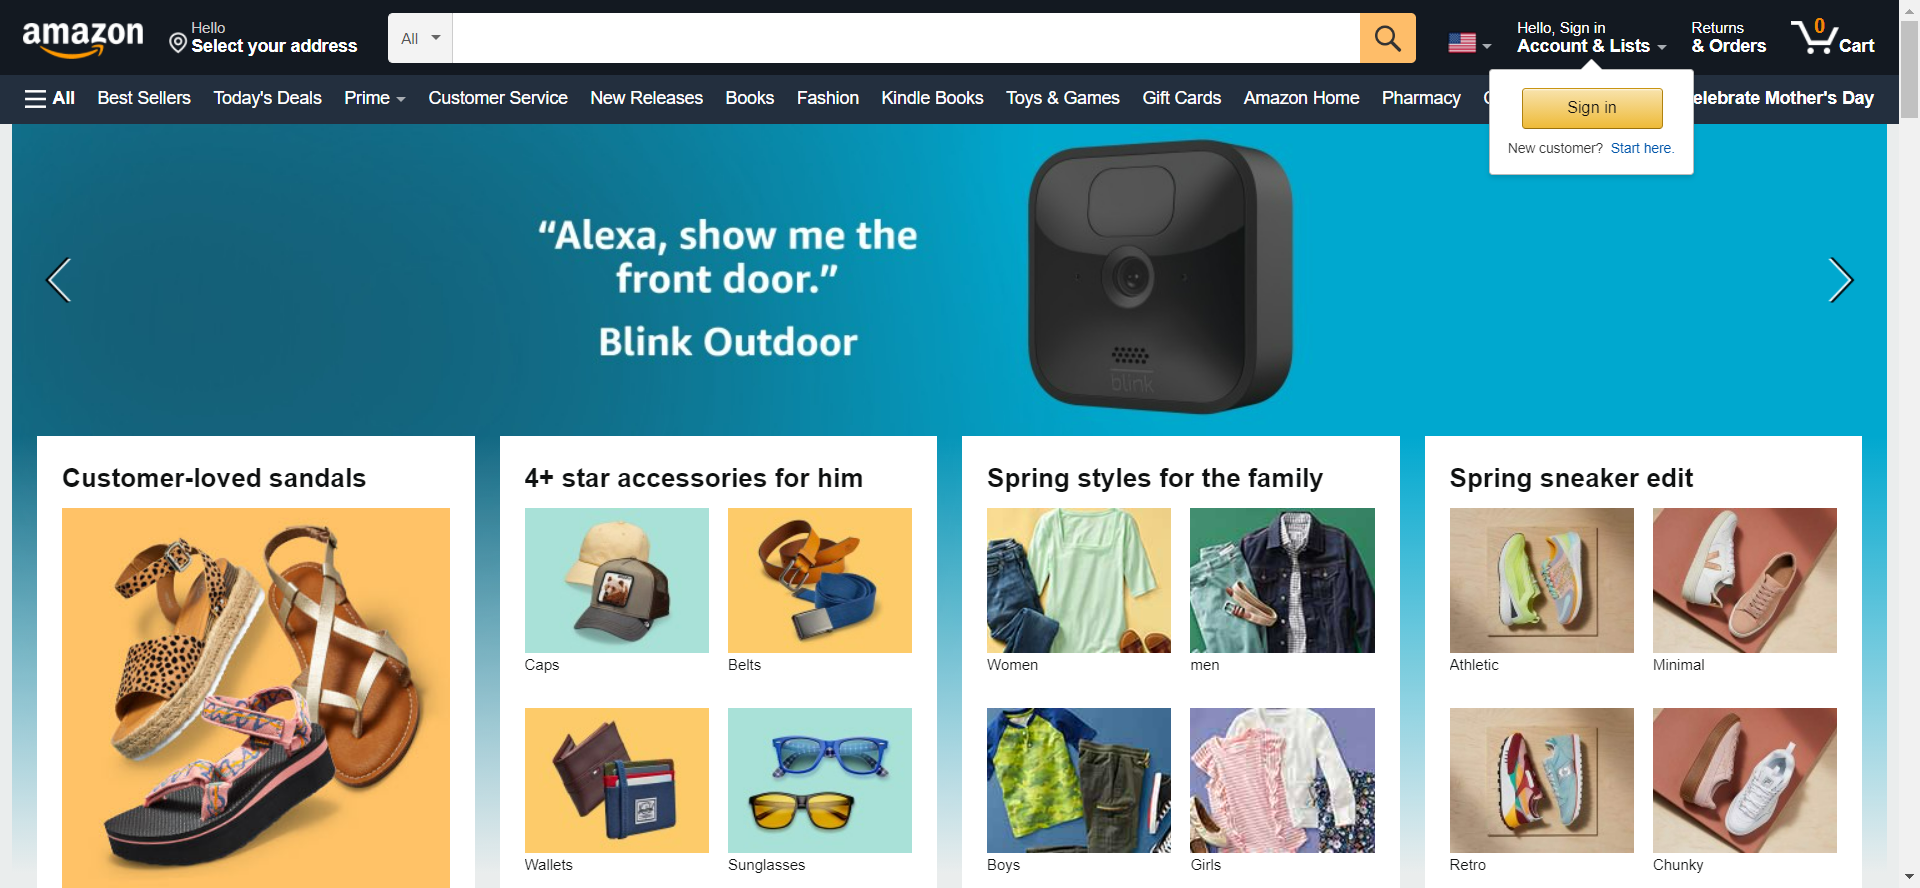 amazon
Hello
Select your address
All
Hello, Sign in
Account & Lists
Returns
& Orders
0
Cart
All
Best Sellers
Today's Deals
Prime
Customer Service
New Releases
Books
Fashion
Kindle Books
Toys & Games
Gift Cards
Amazon Home
Pharmacy
elebrate Mother's Day
Sign in
New customer? Start here.
“Alexa, show me the
front door.”
Blink Outdoor
blink
Customer-loved sandals
4+ star accessories for him
Caps
Belts
Wallets
Sunglasses
Spring styles for the family
Women
men
Boys
Girls
Spring sneaker edit
Athletic
Minimal
Retro
Chunky